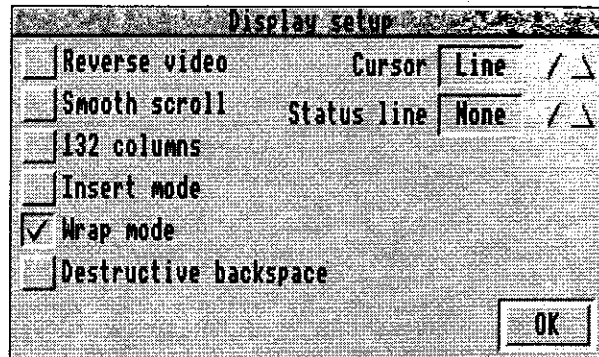 Display setup
Reverse video
Cursor Line
Smooth scroll
Status line None
132 columns
Insert mode
Wrap mode
Destructive backspace
OK